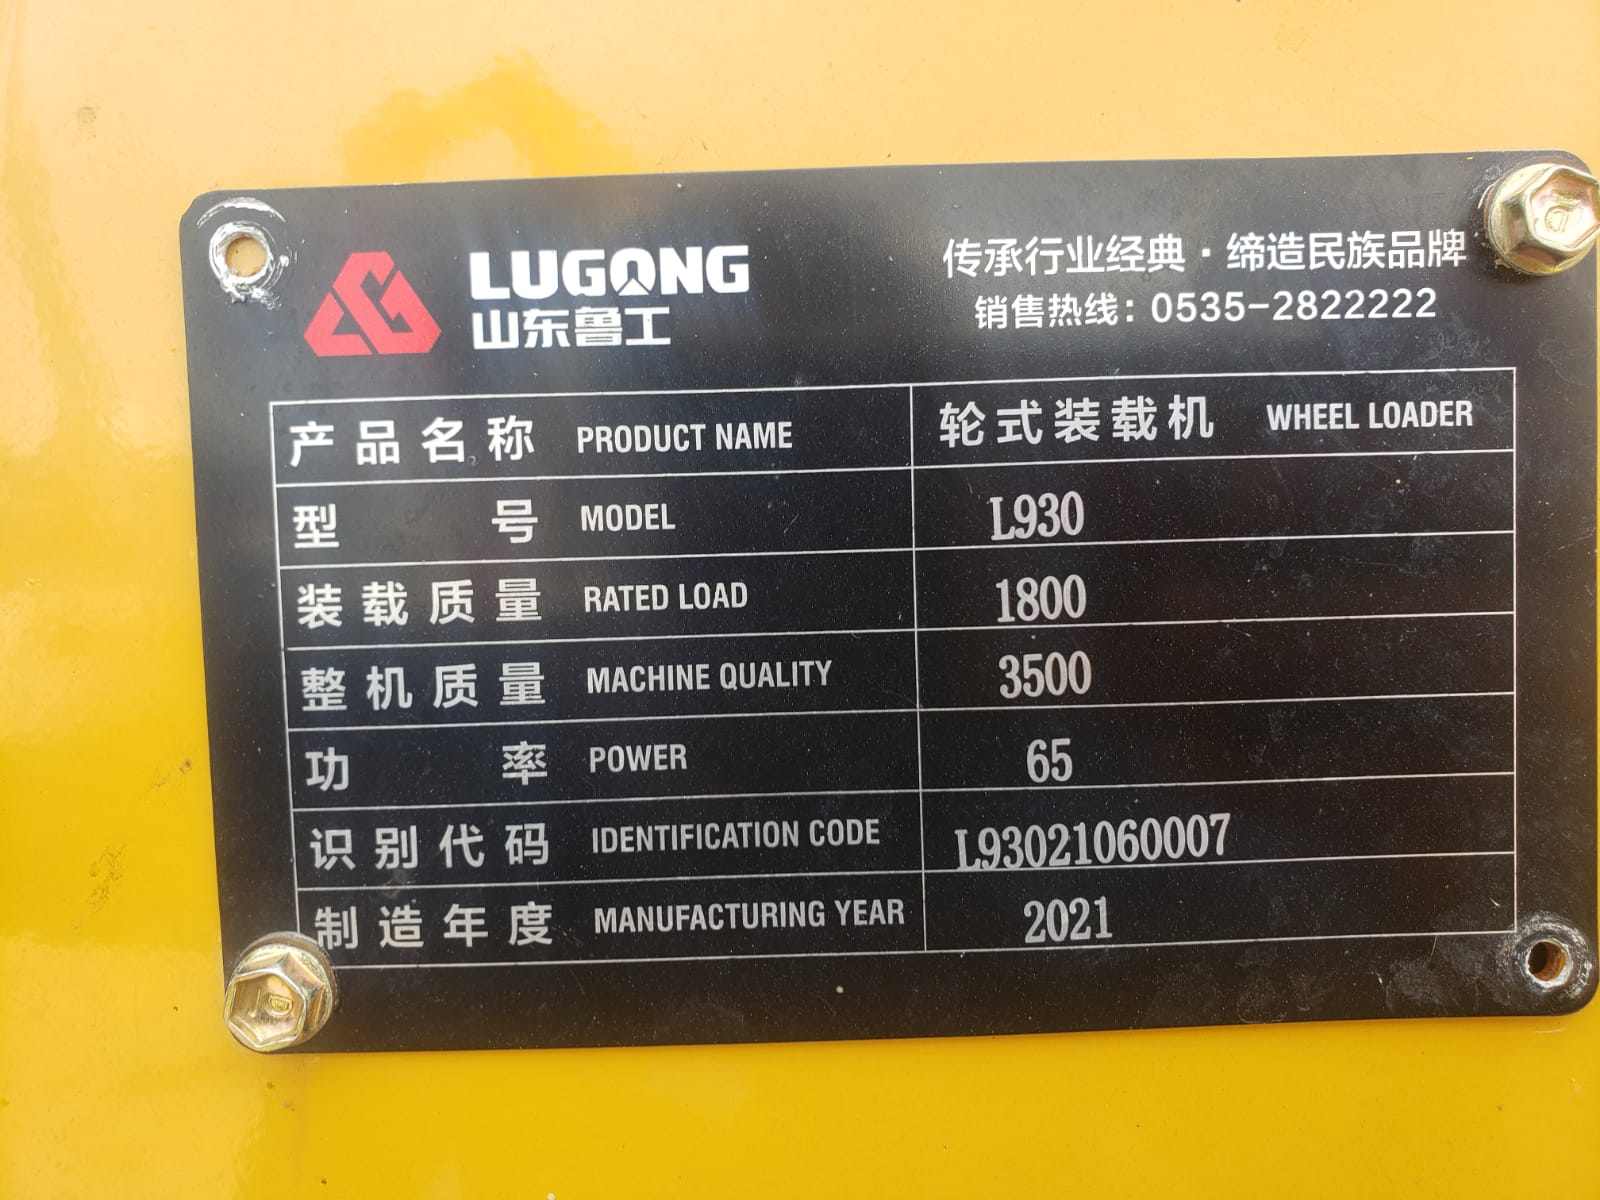 LUGONG
山东鲁工
传承行业经典·缔造民族品牌
销售热线：0535-2822222
产品名称 PRODUCT NAME 轮式装载机 WHEEL LOADER
型号 MODEL L930
装载质量 RATED LOAD 1800
整机质量 MACHINE QUALITY 3500
功率 POWER 65
识别代码 IDENTIFICATION CODE L93021060007
制造年度 MANUFACTURING YEAR 2021